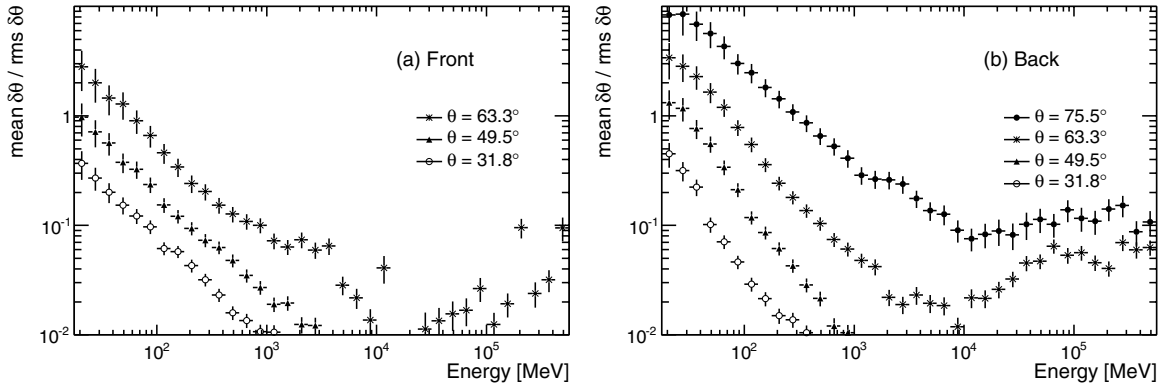 mean δθ / rms δθ
(a) Front
θ = 63.3°
θ = 49.5°
θ = 31.8°
1
10⁻¹
10⁻²
10² 10³ 10⁴ 10⁵
Energy [MeV]
mean δθ / rms δθ
(b) Back
θ = 75.5°
θ = 63.3°
θ = 49.5°
θ = 31.8°
1
10⁻¹
10⁻²
10² 10³ 10⁴ 10⁵
Energy [MeV]